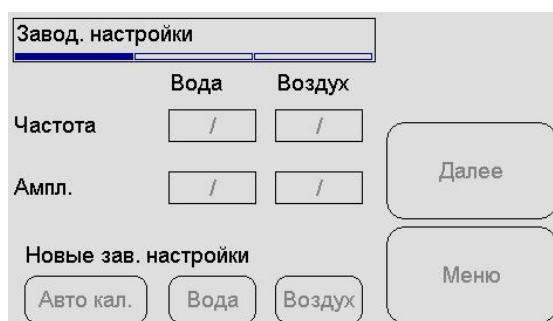 Завод. настройки
Вода Воздух
Частота / /
Далее
Ампл. / /
Новые зав. настройки
Меню
Авто кал. Вода Воздух